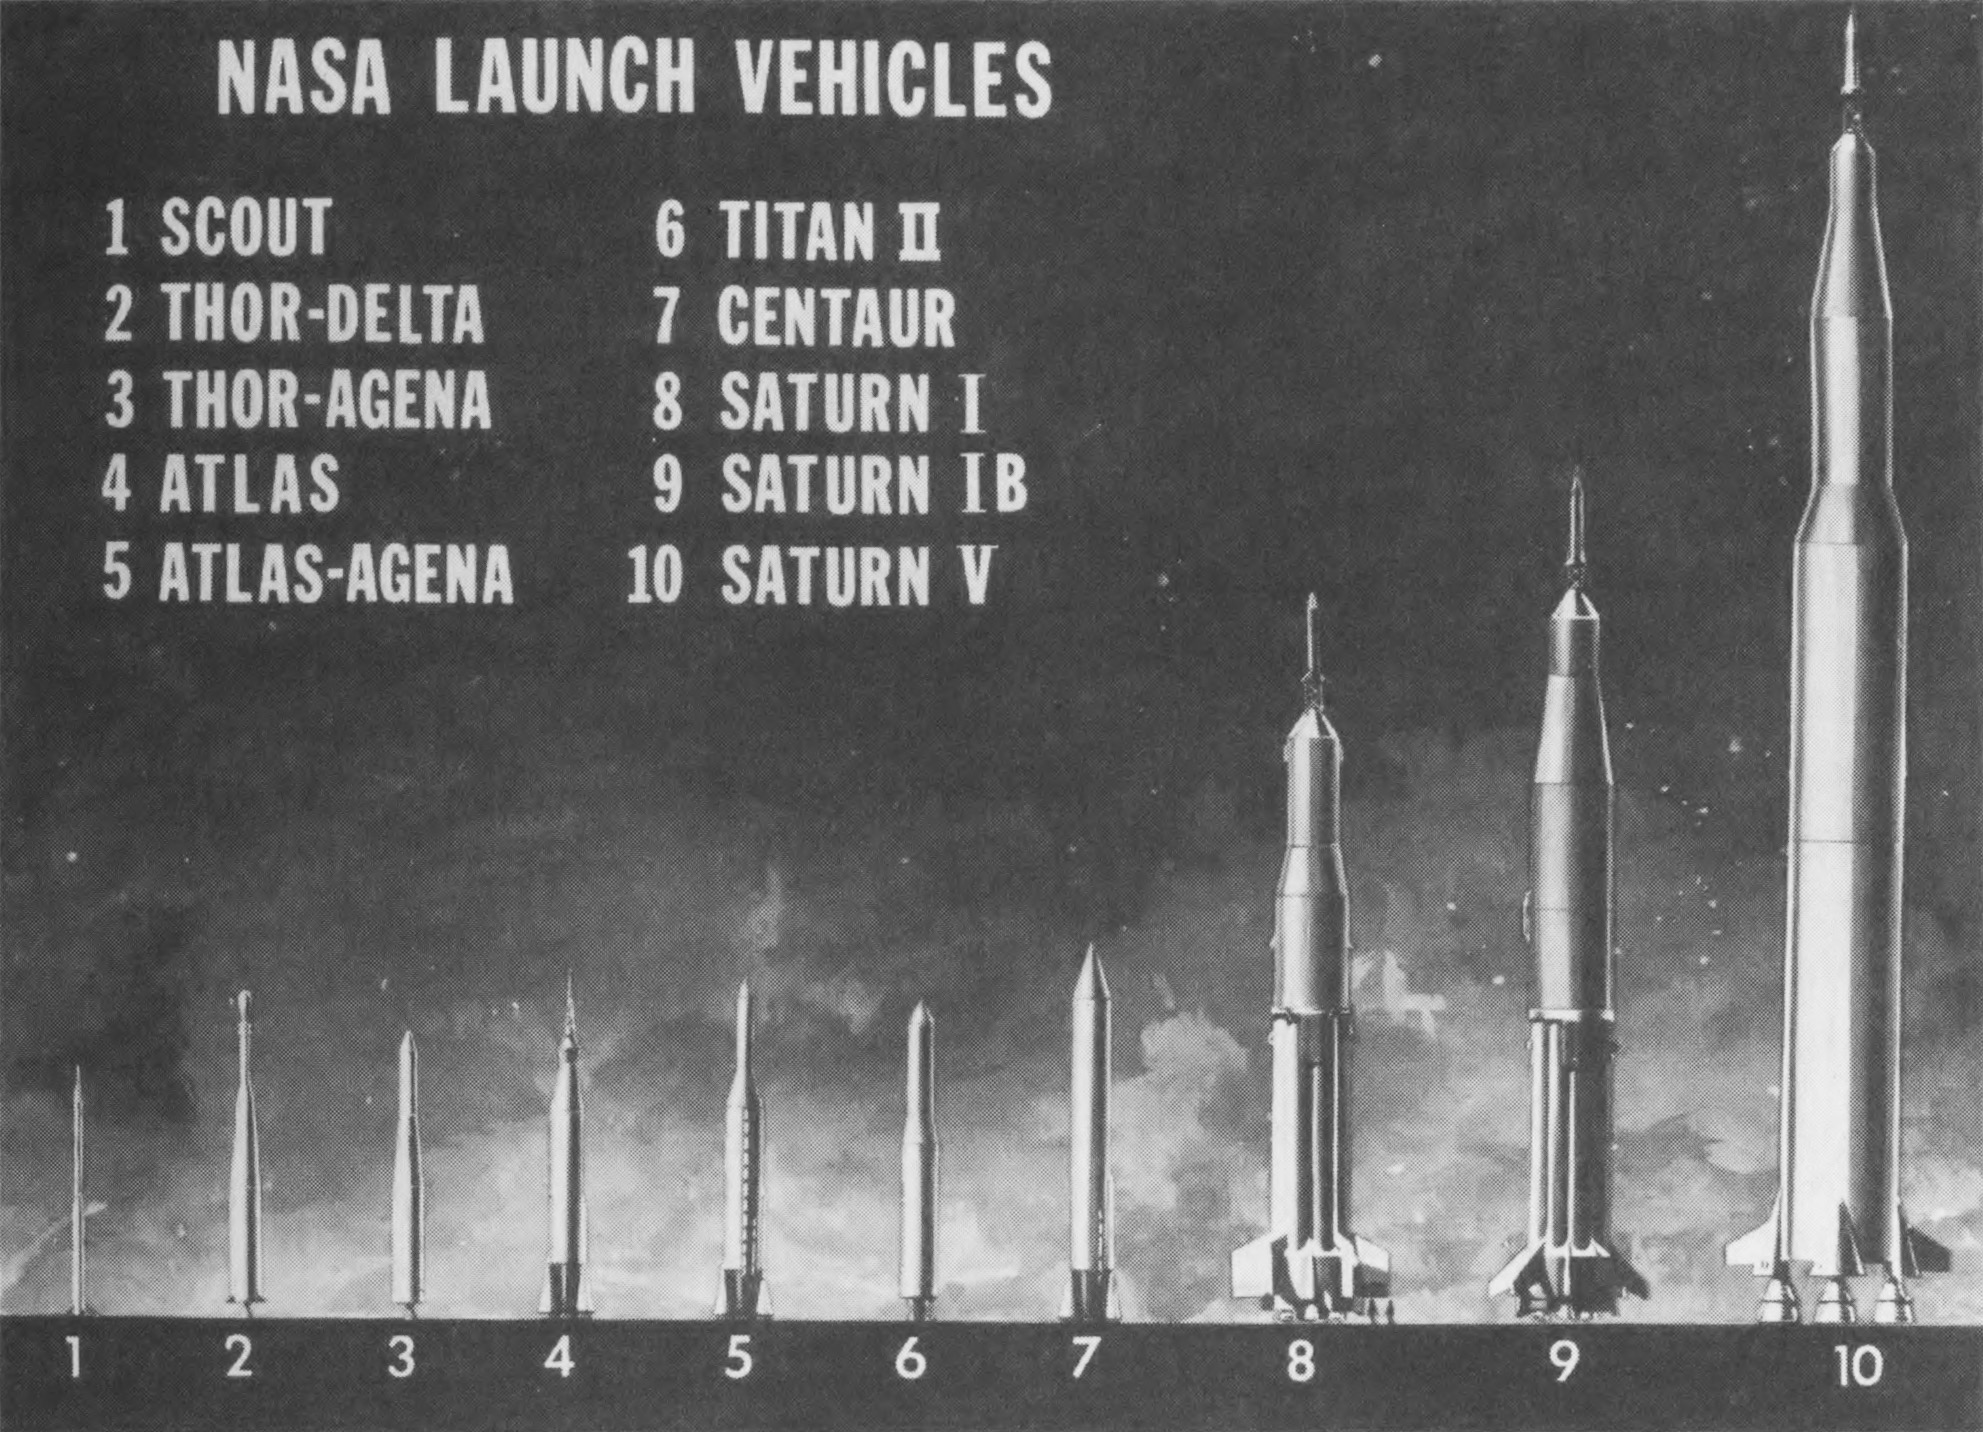 NASA LAUNCH VEHICLES
1 SCOUT
2 THOR-DELTA
3 THOR-AGENA
4 ATLAS
5 ATLAS-AGENA
6 TITAN II
7 CENTAUR
8 SATURN I
9 SATURN IB
10 SATURN V
1 2 3 4 5 6 7 8 9 10